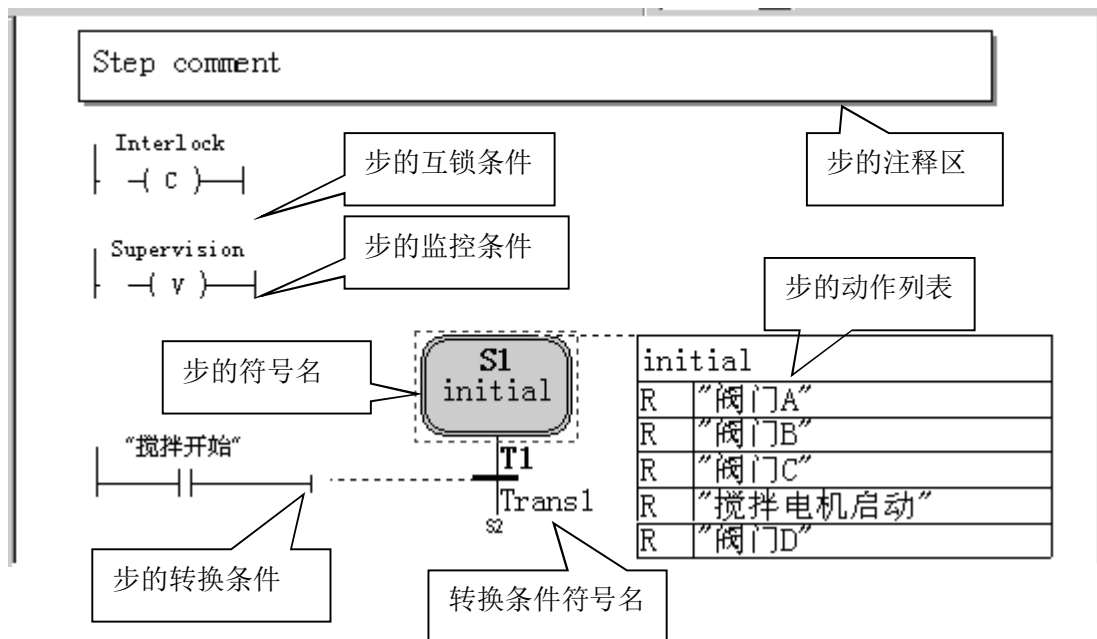 Step comment
步的注释区
Interlock
( C )
步的互锁条件
Supervision
( V )
步的监控条件
步的动作列表
步的符号名
S1
initial
initial
R "阀门A"
R "阀门B"
R "阀门C"
R "搅拌电机启动"
R "阀门D"
"搅拌开始"
T1
Trans1
S2
步的转换条件
转换条件符号名